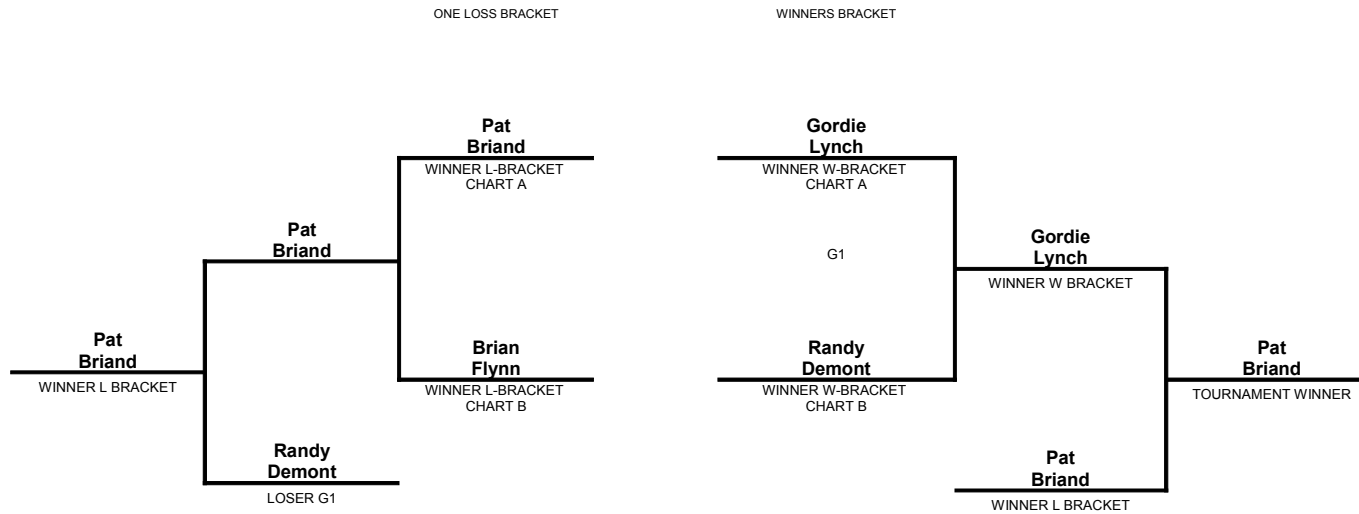 ONE LOSS BRACKET
WINNERS BRACKET
Pat
Briand
WINNER L-BRACKET
CHART A
Gordie
Lynch
WINNER W-BRACKET
CHART A
Pat
Briand
G1
Gordie
Lynch
WINNER W BRACKET
Pat
Briand
WINNER L BRACKET
Brian
Flynn
WINNER L-BRACKET
CHART B
Randy
Demont
WINNER W-BRACKET
CHART B
Pat
Briand
TOURNAMENT WINNER
Randy
Demont
LOSER G1
Pat
Briand
WINNER L BRACKET